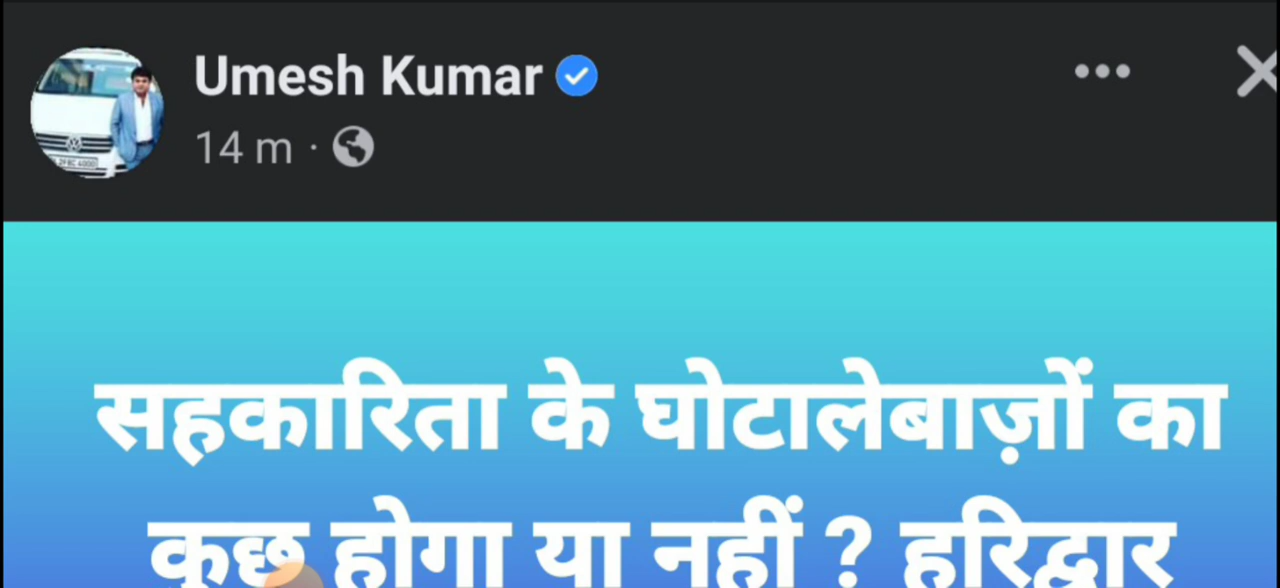 Umesh Kumar
14 m ·
सहकारिता के घोटालेबाज़ों का
कुछ होगा या नहीं ? हरिद्वार